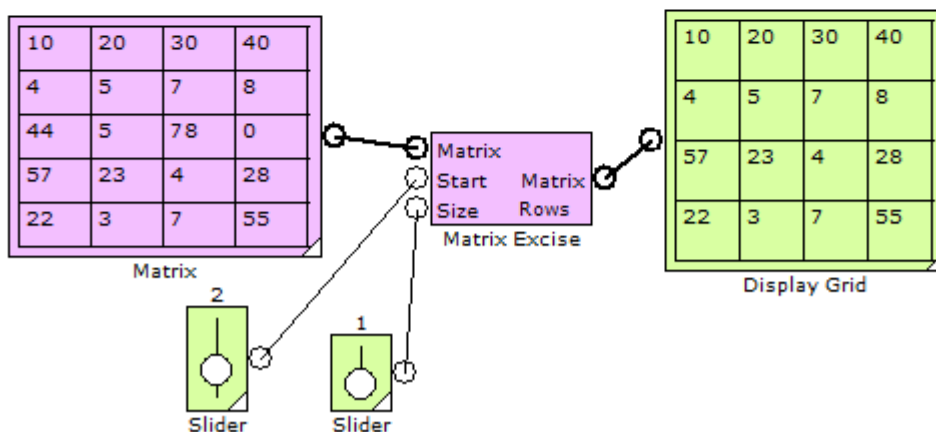 10 20 30 40
4 5 7 8
44 5 78 0
57 23 4 28
22 3 7 55
Matrix
Matrix
Start Matrix
Size Rows
Matrix Excise
10 20 30 40
4 5 7 8
57 23 4 28
22 3 7 55
Display Grid
2
Slider
1
Slider